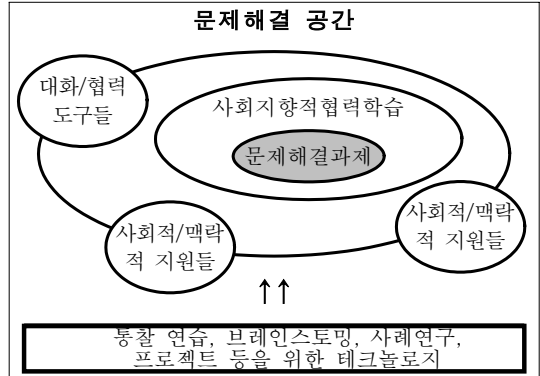 문제해결 공간
대화/협력
도구들
사회지향적협력학습
문제해결과제
사회적/맥락
적 지원들
사회적/맥락
적 지원들
↑↑
통찰 연습, 브레인스토밍, 사례연구,
프로젝트 등을 위한 테크놀로지